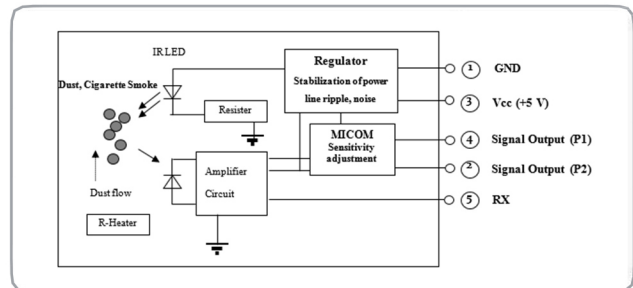 IR LED
Dust, Cigarette Smoke
Resister
Regulator
Stabilization of power
line ripple, noise
MICOM
Sensitivity
adjustment
Amplifier
Circuit
Dust flow
R-Heater
1 GND
3 Vcc (+5 V)
4 Signal Output (P1)
2 Signal Output (P2)
5 RX